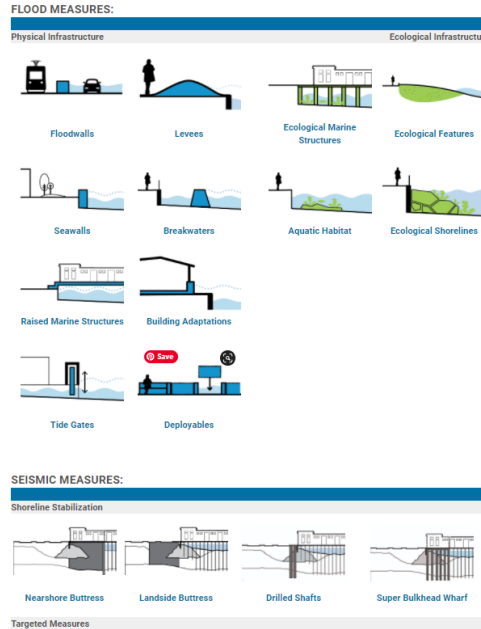 FLOOD MEASURES:
Physical Infrastructure
Ecological Infrastructu
Floodwalls
Levees
Ecological Marine
Structures
Ecological Features
Seawalls
Breakwaters
Aquatic Habitat
Ecological Shorelines
Raised Marine Structures
Building Adaptations
Save
Tide Gates
Deployables
SEISMIC MEASURES:
Shoreline Stabilization
Nearshore Buttress
Landside Buttress
Drilled Shafts
Super Bulkhead Wharf
Targeted Measures